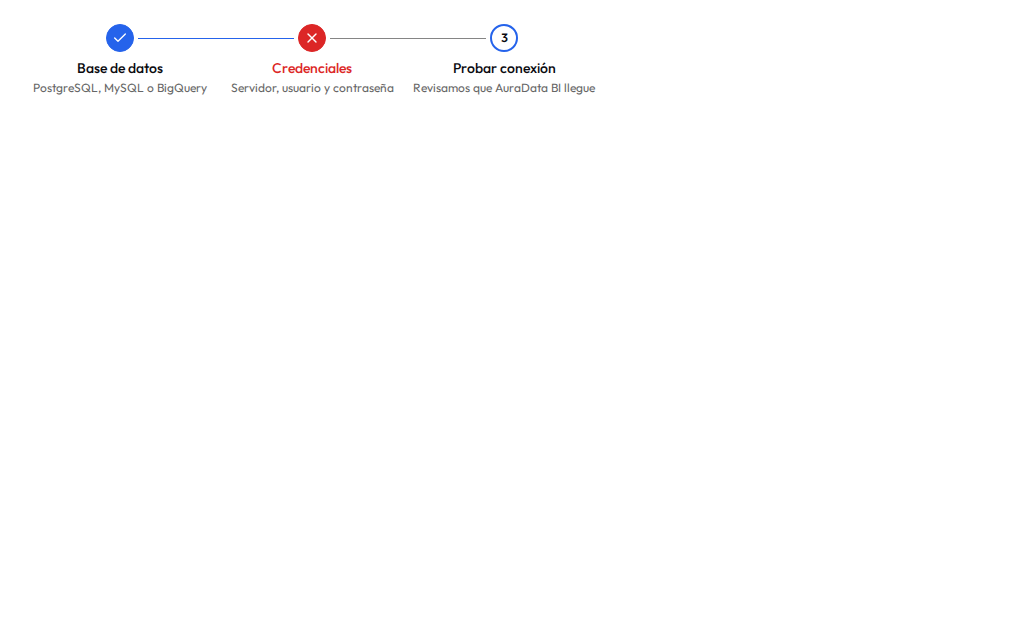 3
Base de datos
Credenciales
Probar conexión
PostgreSQL, MySQL o BigQuery
Servidor, usuario y contraseña
Revisamos que AuraData BI llegue